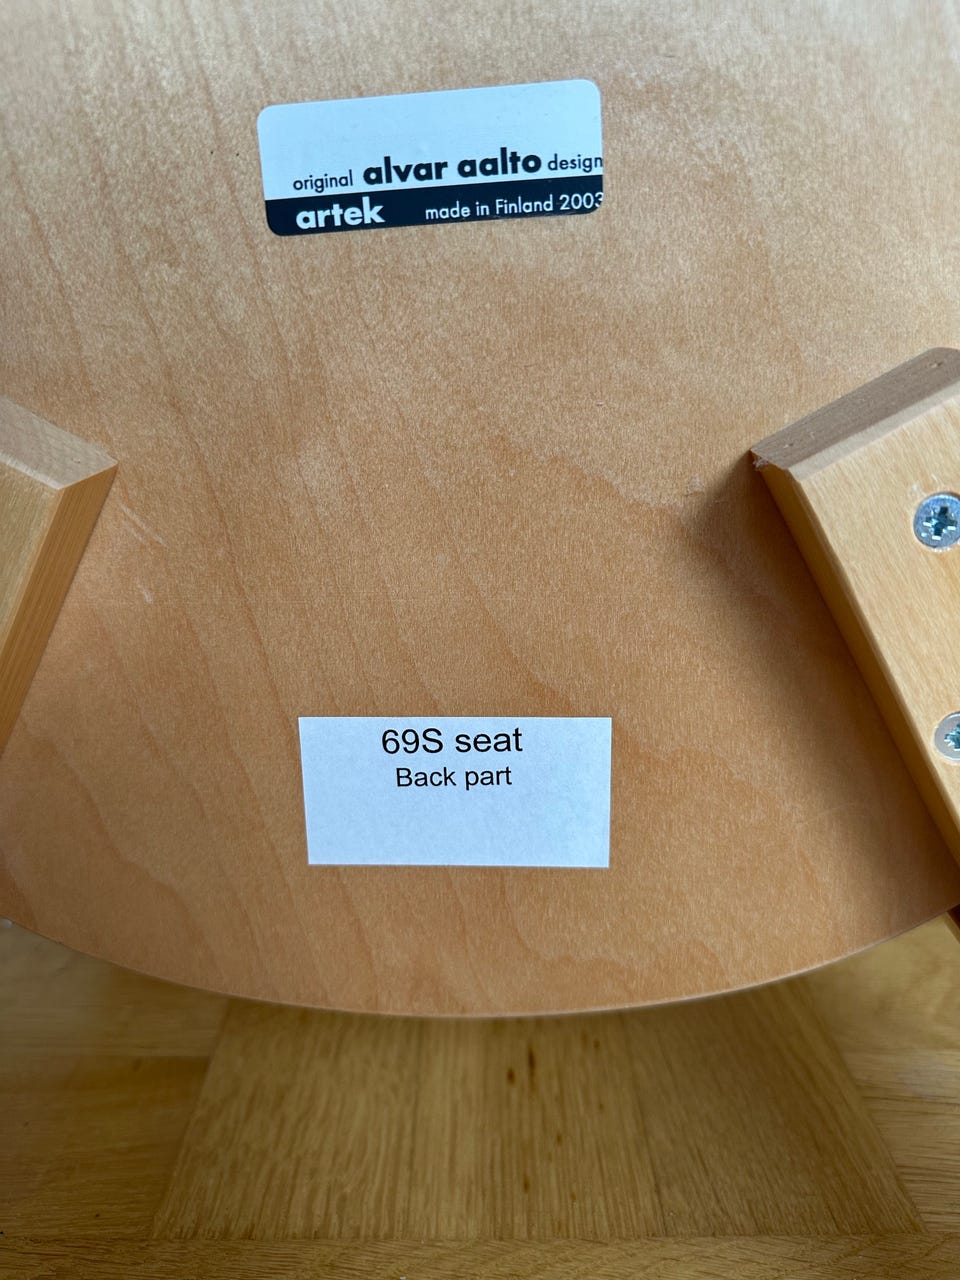 original alvar aalto design
artek made in Finland 2003
69S seat
Back part